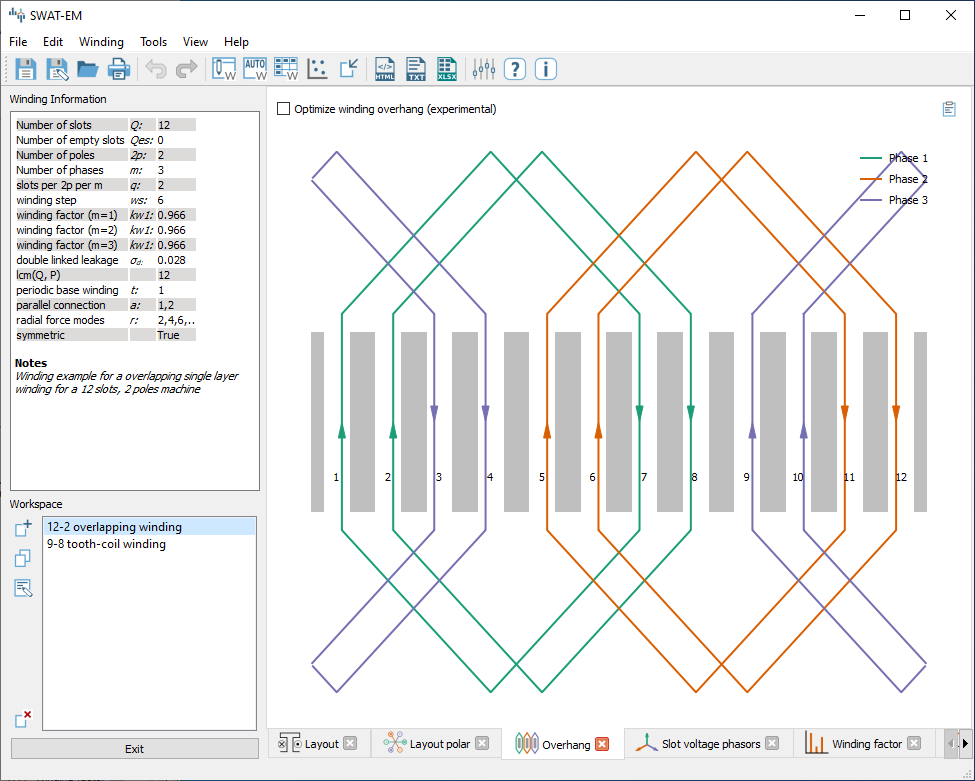 SWAT-EM
File Edit Winding Tools View Help
W AUTO W W HTML TXT XLSX ? i
Winding Information
Number of slots Q: 12
Number of empty slots Qes: 0
Number of poles 2p: 2
Number of phases m: 3
slots per 2p per m q: 2
winding step ws: 6
winding factor (m=1) kw1: 0.966
winding factor (m=2) kw1: 0.966
winding factor (m=3) kw1: 0.966
double linked leakage σd: 0.028
lcm(Q, P) 12
periodic base winding t: 1
parallel connection a: 1,2
radial force modes r: 2,4,6,..
symmetric True
Notes
Winding example for a overlapping single layer
winding for a 12 slots, 2 poles machine
Workspace
12-2 overlapping winding
9-8 tooth-coil winding
Exit
Optimize winding overhang (experimental)
Phase 1
Phase 2
Phase 3
1 2 3 4 5 6 7 8 9 10 11 12
Layout Layout polar Overhang Slot voltage phasors Winding factor